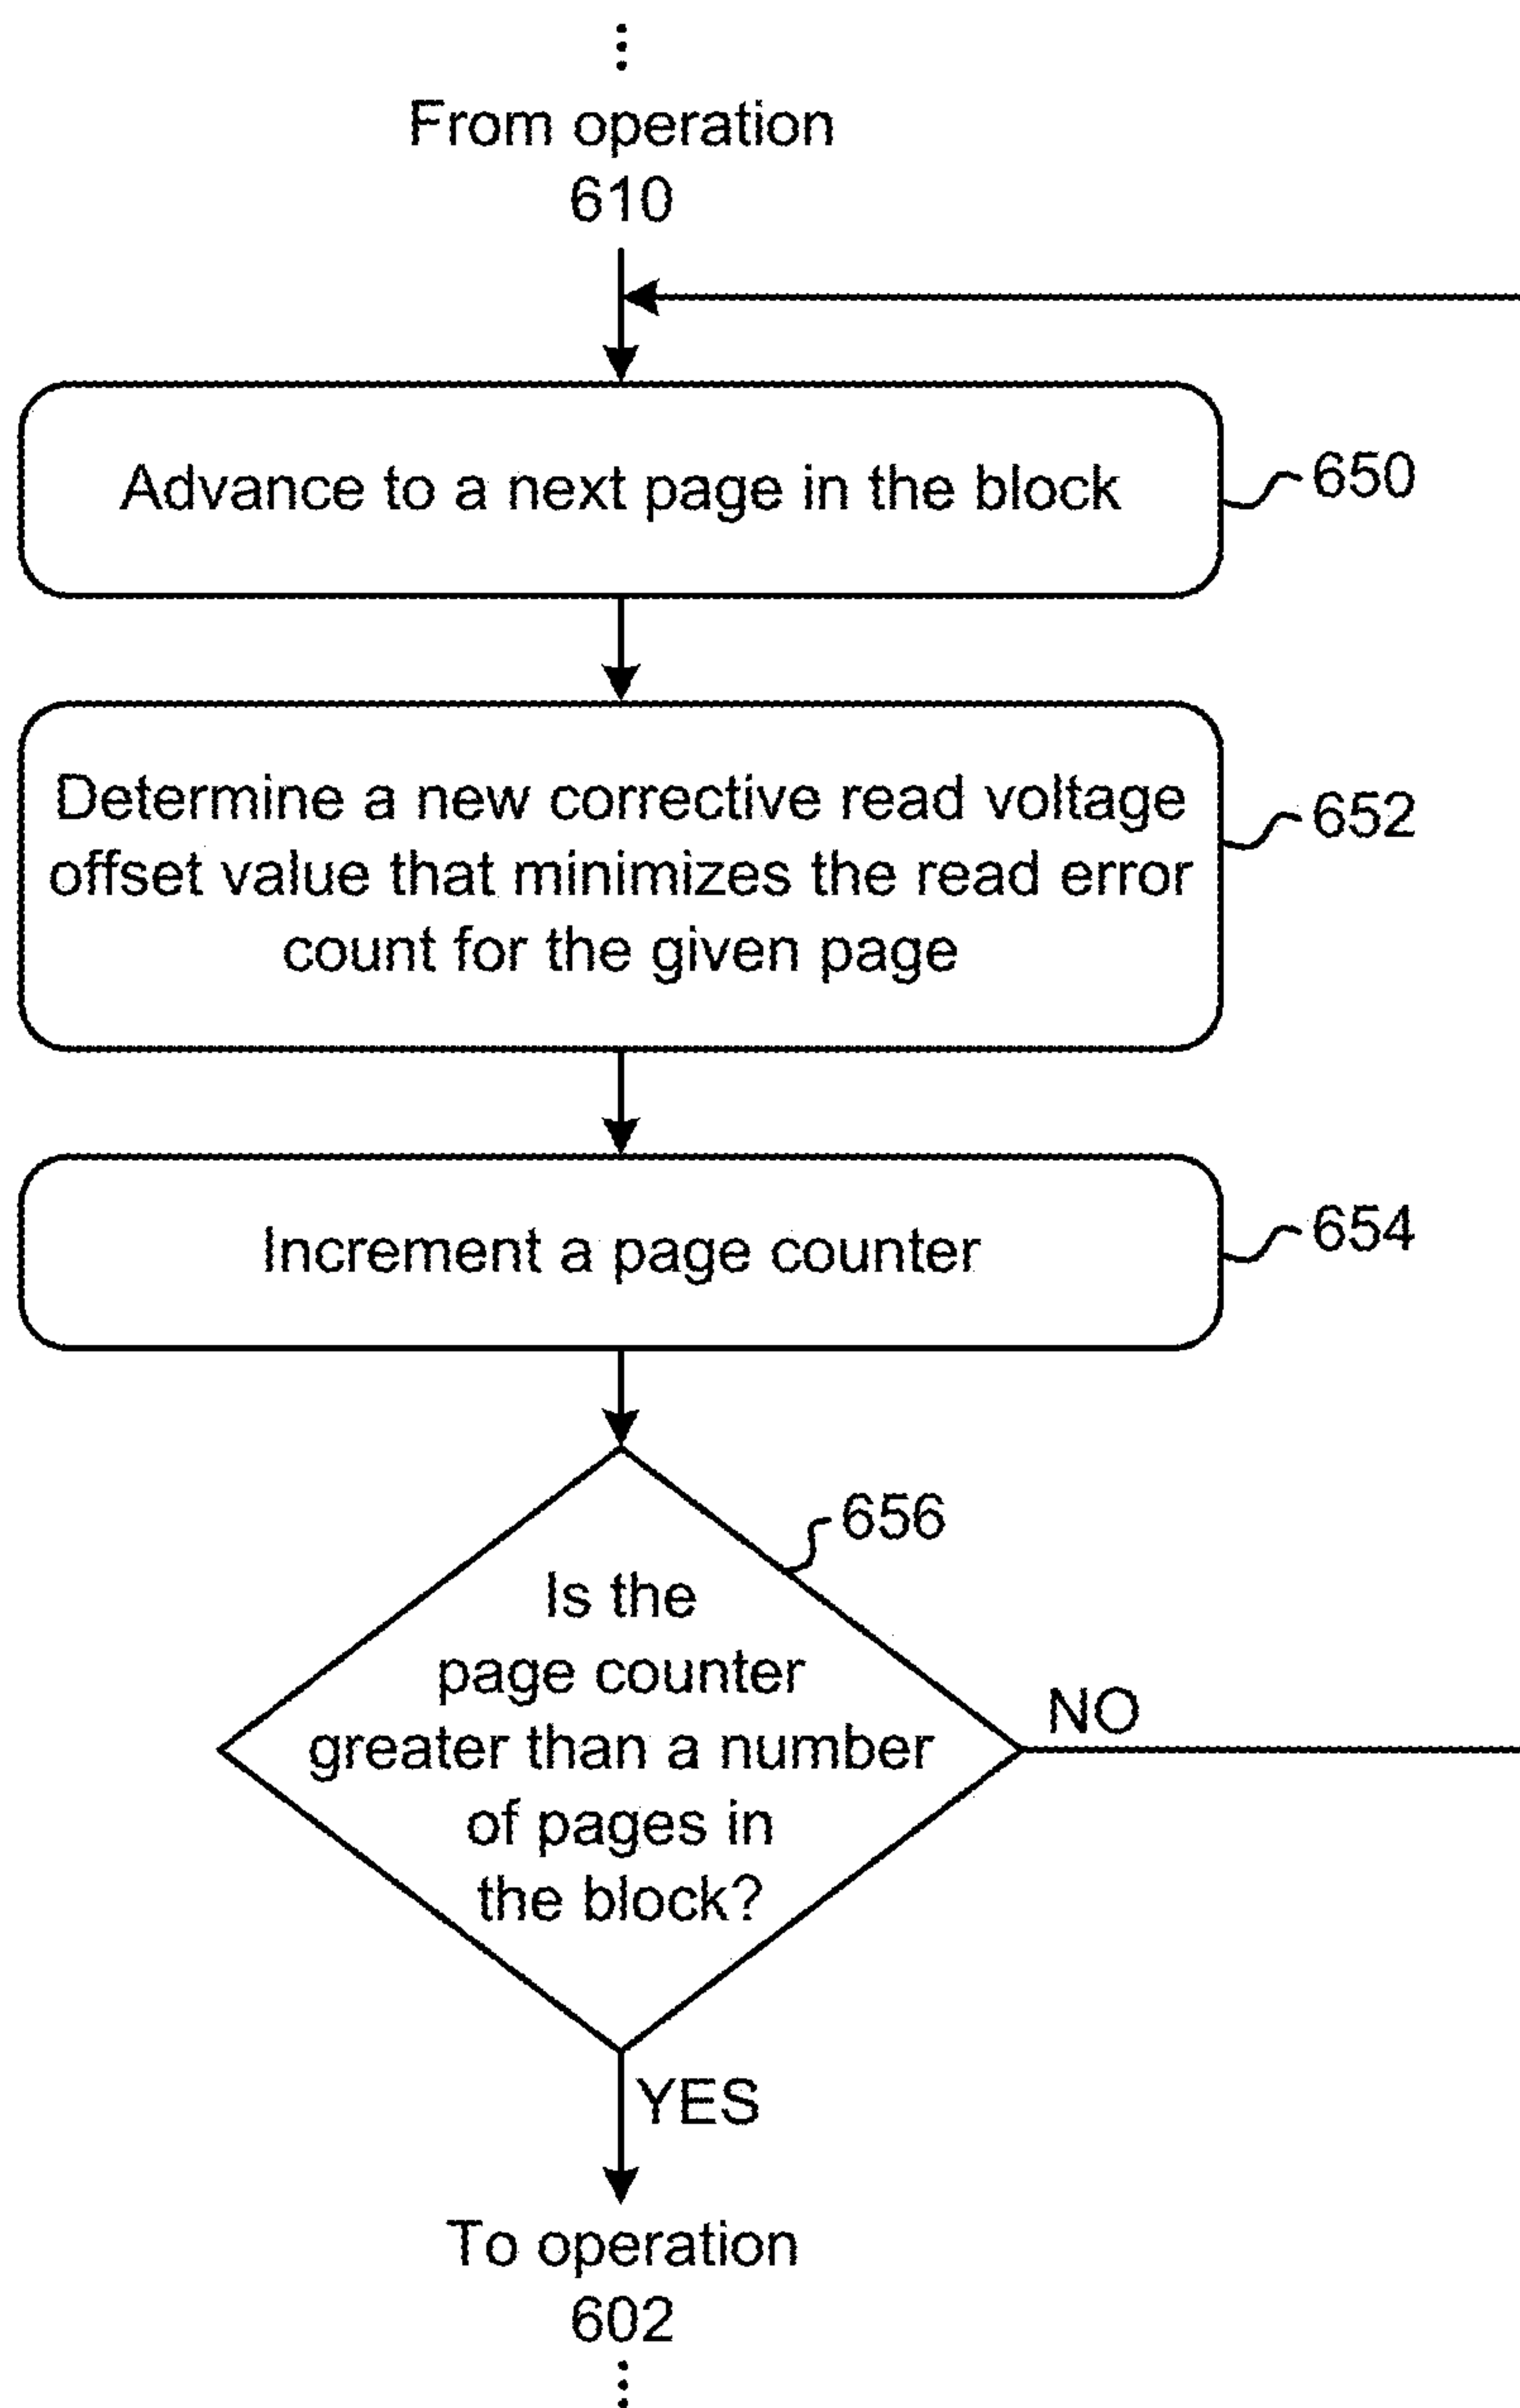 From operation
610
Advance to a next page in the block
650
Determine a new corrective read voltage
offset value that minimizes the read error
count for the given page
652
Increment a page counter
654
656
Is the
page counter
greater than a number
of pages in
the block?
NO
YES
To operation
602